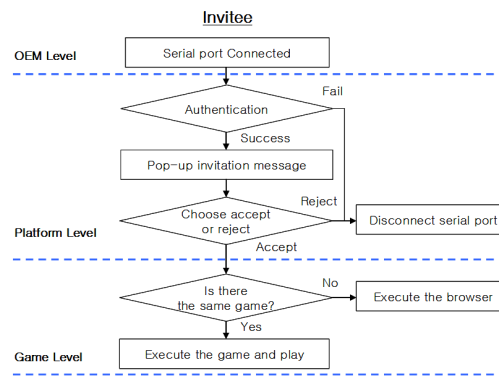 Invitee
OEM Level
Serial port Connected
Fail
Authentication
Success
Pop-up invitation message
Reject
Choose accept
or reject
Disconnect serial port
Platform Level
Accept
Is there
the same game?
No
Execute the browser
Yes
Game Level
Execute the game and play